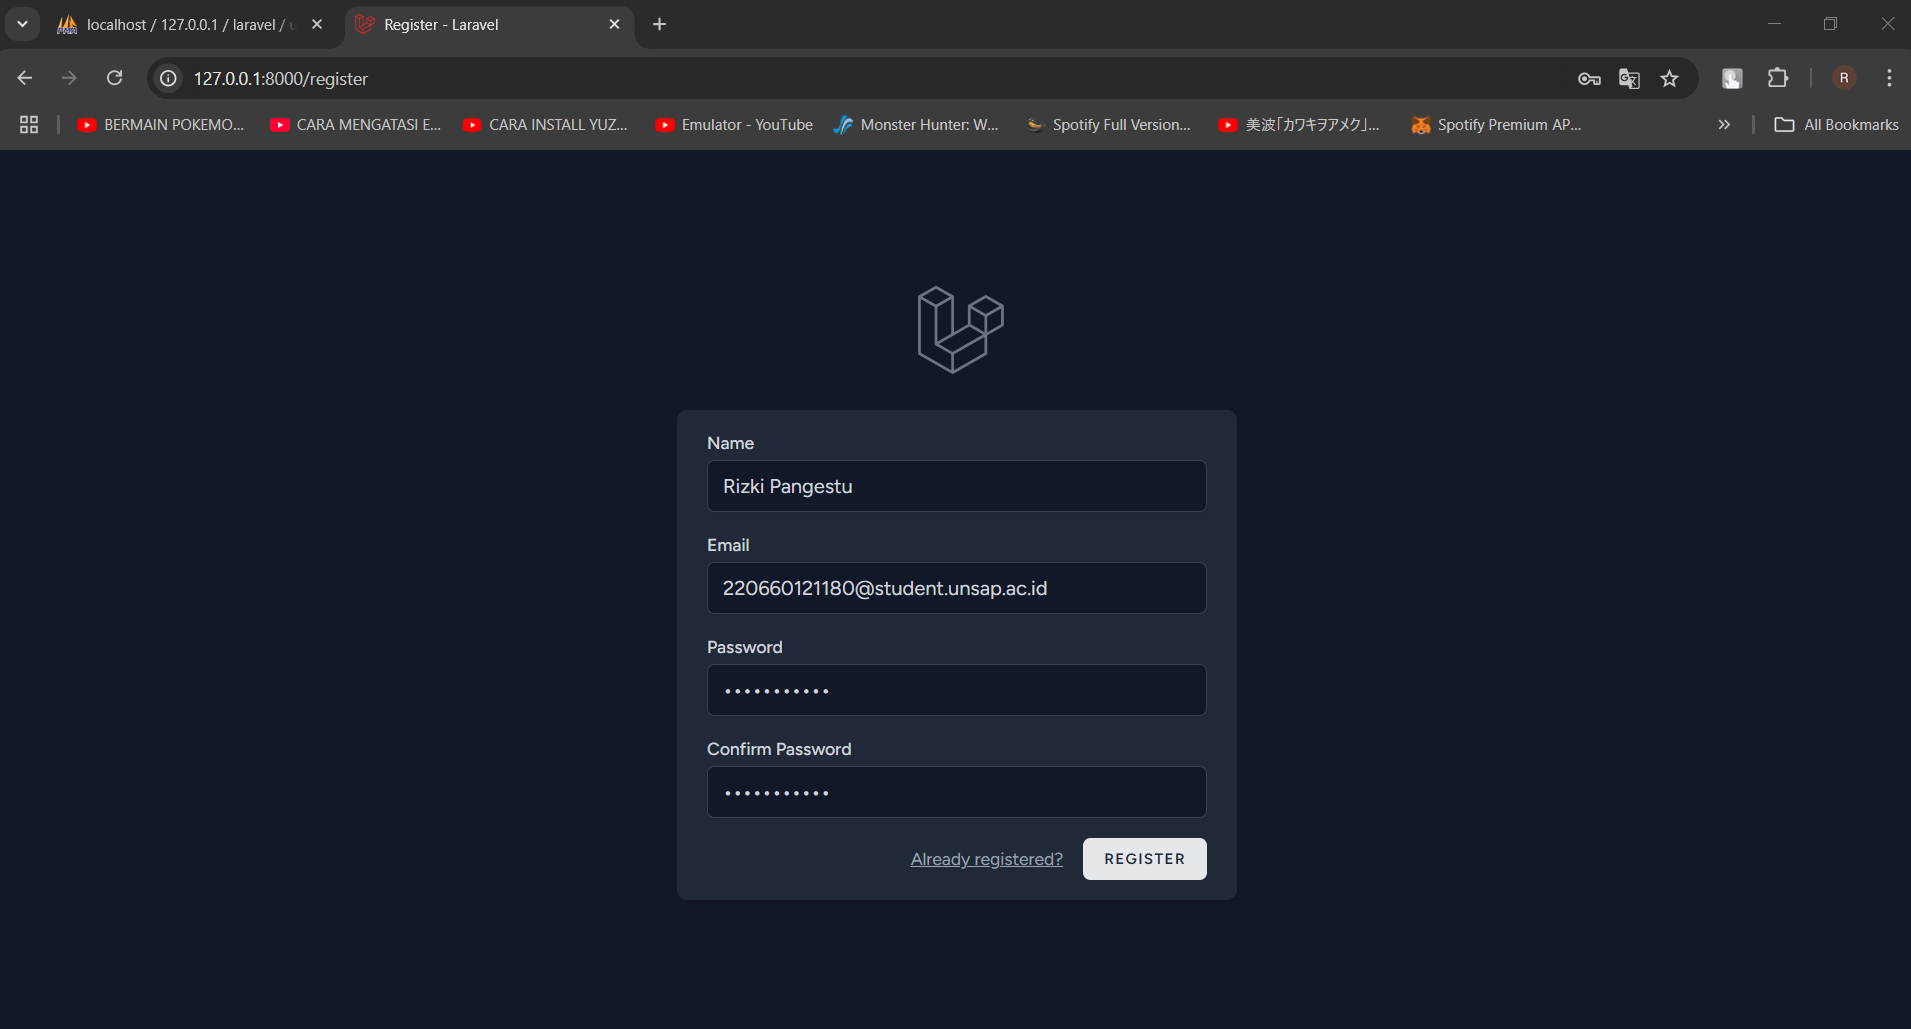 localhost / 127.0.0.1 / laravel / u
Register - Laravel
127.0.0.1:8000/register
R
BERMAIN POKEMO...
CARA MENGATASI E...
CARA INSTALL YUZ...
Emulator - YouTube
Monster Hunter: W...
Spotify Full Version...
美波「カワキヲアメク」...
Spotify Premium AP...
All Bookmarks
Name
Rizki Pangestu
Email
220660121180@student.unsap.ac.id
Password
•••••••••••
Confirm Password
•••••••••••
Already registered?
REGISTER